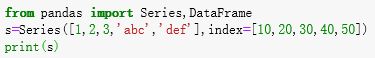 from pandas import Series,DataFrame
s=Series([1,2,3,'abc','def'],index=[10,20,30,40,50])
print(s)